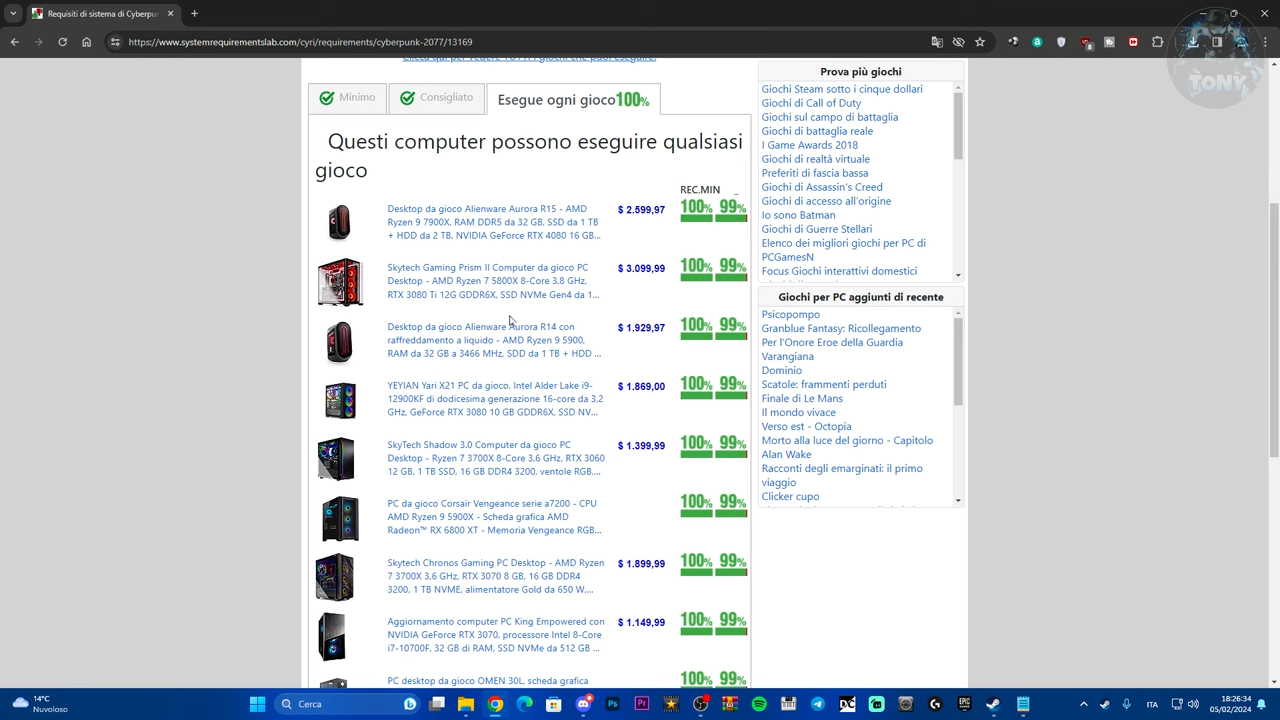 Requisiti di sistema di Cyberpu
https://www.systemrequirementslab.com/cyri/requirements/cyberpunk-2077/13169
TONY
Minimo
Consigliato
Esegue ogni gioco 100%
Questi computer possono eseguire qualsiasi
gioco
REC.MIN _
Desktop da gioco Alienware Aurora R15 - AMD
Ryzen 9 7900X, RAM DDR5 da 32 GB, SSD da 1 TB
+ HDD da 2 TB, NVIDIA GeForce RTX 4080 16 GB...
$ 2.599,97
100% 99%
Skytech Gaming Prism II Computer da gioco PC
Desktop - AMD Ryzen 7 5800X 8-Core 3,8 GHz,
RTX 3080 Ti 12G GDDR6X, SSD NVMe Gen4 da 1...
$ 3.099,99
100% 99%
Desktop da gioco Alienware Aurora R14 con
raffreddamento a liquido - AMD Ryzen 9 5900,
RAM da 32 GB a 3466 MHz, SDD da 1 TB + HDD ...
$ 1.929,97
100% 99%
YEYIAN Yari X21 PC da gioco, Intel Alder Lake i9-
12900KF di dodicesima generazione 16-core da 3,2
GHz, GeForce RTX 3080 10 GB GDDR6X, SSD NV...
$ 1.869,00
100% 99%
SkyTech Shadow 3.0 Computer da gioco PC
Desktop - Ryzen 7 3700X 8-Core 3,6 GHz, RTX 3060
12 GB, 1 TB SSD, 16 GB DDR4 3200, ventole RGB,...
$ 1.399,99
100% 99%
PC da gioco Corsair Vengeance serie a7200 - CPU
AMD Ryzen 9 5900X - Scheda grafica AMD
Radeon™ RX 6800 XT - Memoria Vengeance RGB...
100% 99%
Skytech Chronos Gaming PC Desktop - AMD Ryzen
7 3700X 3,6 GHz, RTX 3070 8 GB, 16 GB DDR4
3200, 1 TB NVME, alimentatore Gold da 650 W,...
$ 1.899,99
100% 99%
Aggiornamento computer PC King Empowered con
NVIDIA GeForce RTX 3070, processore Intel 8-Core
i7-10700F, 32 GB di RAM, SSD NVMe da 512 GB ...
$ 1.149,99
100% 99%
PC desktop da gioco OMEN 30L, scheda grafica
100% 99%
Prova più giochi
Giochi Steam sotto i cinque dollari
Giochi di Call of Duty
Giochi sul campo di battaglia
Giochi di battaglia reale
I Game Awards 2018
Giochi di realtà virtuale
Preferiti di fascia bassa
Giochi di Assassin's Creed
Giochi di accesso all'origine
Io sono Batman
Giochi di Guerre Stellari
Elenco dei migliori giochi per PC di
PCGamesN
Focus Giochi interattivi domestici
Giochi per PC aggiunti di recente
Psicopompo
Granblue Fantasy: Ricollegamento
Per l'Onore Eroe della Guardia
Varangiana
Dominio
Scatole: frammenti perduti
Finale di Le Mans
Il mondo vivace
Verso est - Octopia
Morto alla luce del giorno - Capitolo
Alan Wake
Racconti degli emarginati: il primo
viaggio
Clicker cupo
14°C
Nuvoloso
Cerca
ITA
18:26:34
05/02/2024